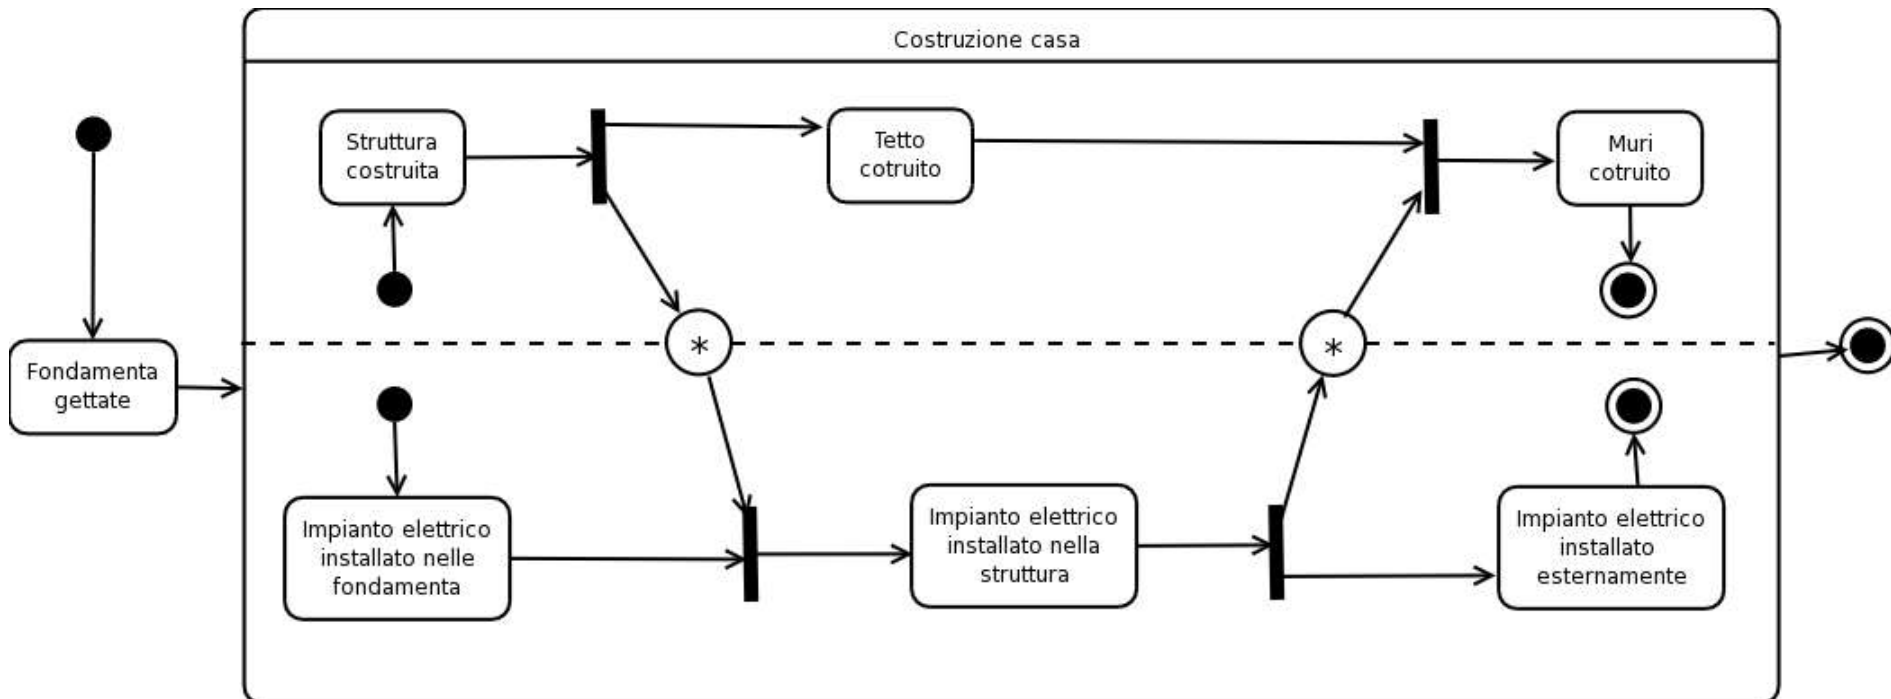 Costruzione casa
Struttura
costruita
Tetto
cotruito
Muri
cotruito
*
*
Fondamenta
gettate
Impianto elettrico
installato nelle
fondamenta
Impianto elettrico
installato nella
struttura
Impianto elettrico
installato
esternamente